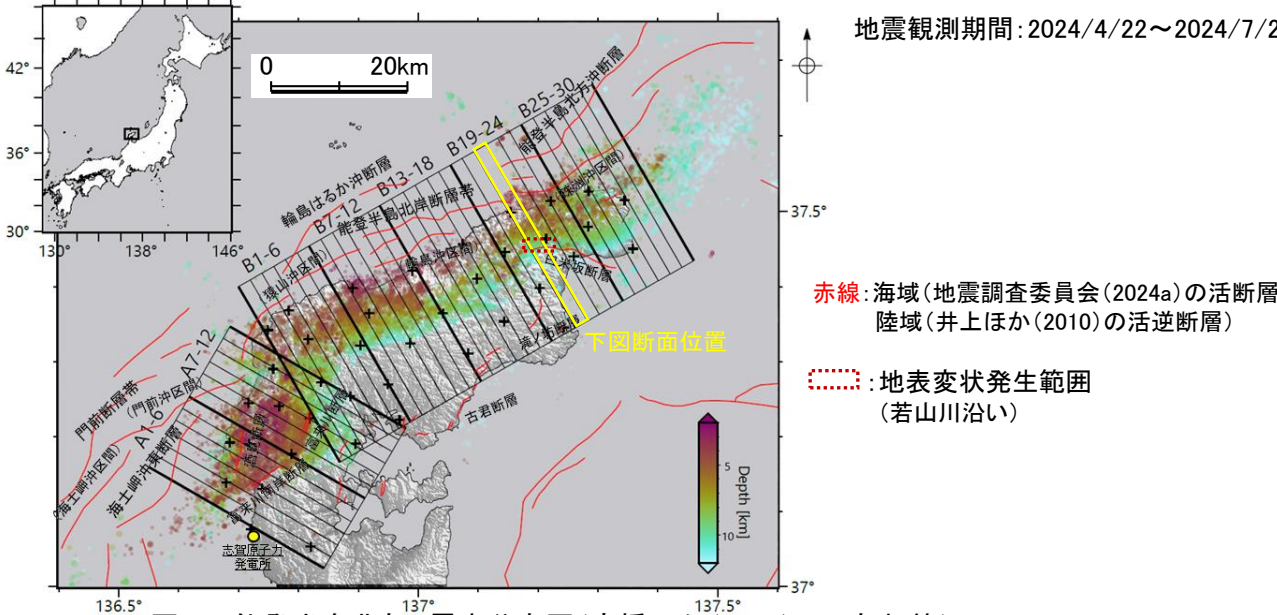 地震観測期間:2024/4/22～2024/7/2
42°
36°
30°
130°
138°
146°
0
20km
B25-30
能登半島北方沖断層
B19-24
B13-18
輪島はるか沖断層
B7-12
能登半島北岸断層帯
B1-6
(猿山沖区間)
(輪島沖区間)
(珠洲沖区間)
37.5°
赤線:海域(地震調査委員会(2024a)の活断層
陸域(井上ほか(2010)の活逆断層)
下図断面位置
:地表変状発生範囲
(若山川沿い)
A7-12
門前断層帯
(門前沖区間)
A1-6
海士岬沖東断層
(海士岬沖区間)
富来川南岸断層
古君断層
5
10
Depth [km]
志賀原子力
発電所
37°
136.5°
137°
137.5°